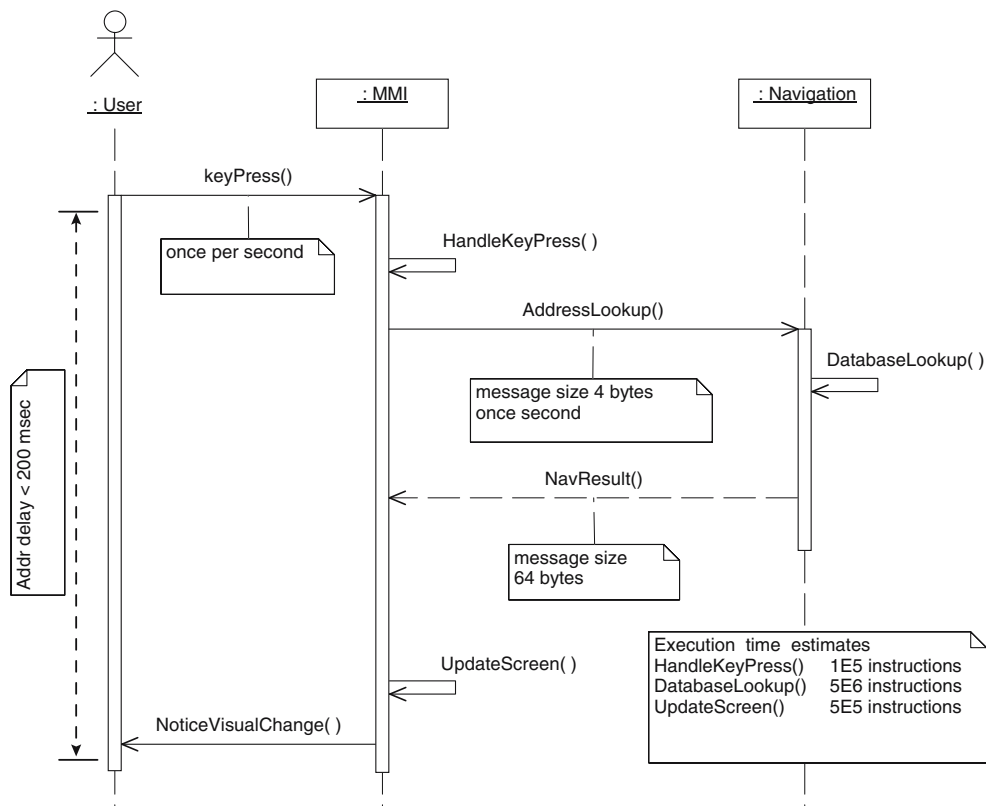 : User
: MMI
: Navigation
keyPress()
once per second
HandleKeyPress( )
AddressLookup()
DatabaseLookup( )
message size 4 bytes
once second
Addr delay < 200 msec
NavResult()
message size
64 bytes
Execution time estimates
HandleKeyPress() 1E5 instructions
DatabaseLookup() 5E6 instructions
UpdateScreen() 5E5 instructions
UpdateScreen( )
NoticeVisualChange( )